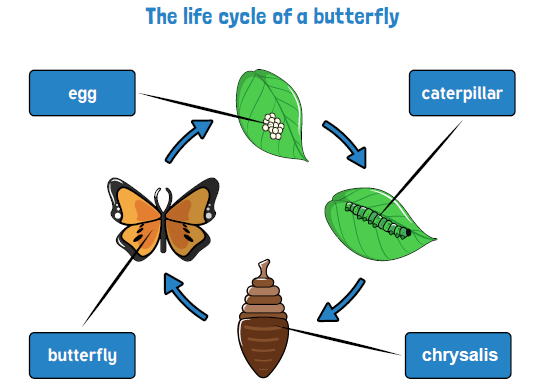 The life cycle of a butterfly
egg
caterpillar
butterfly
chrysalis